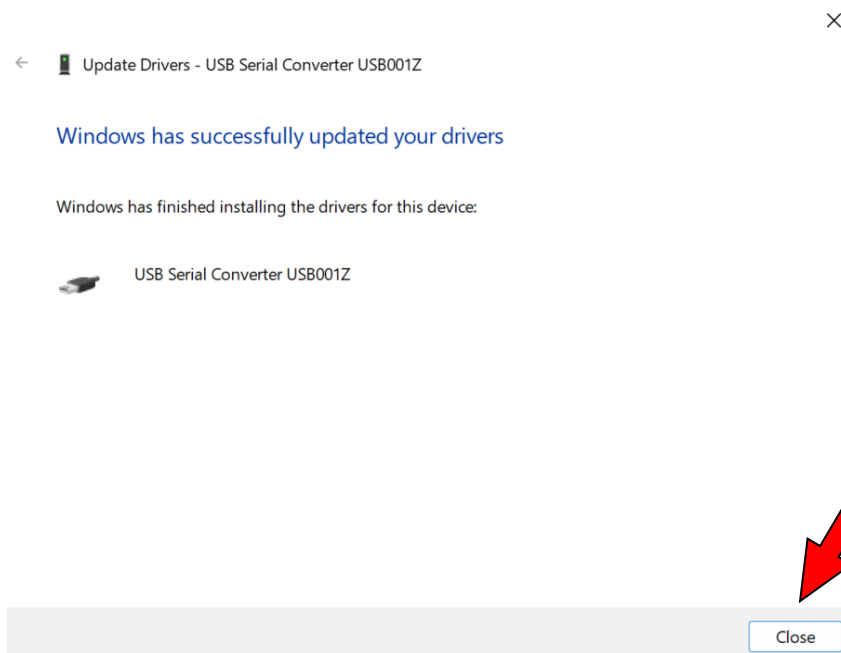 Update Drivers - USB Serial Converter USB001Z
Windows has successfully updated your drivers
Windows has finished installing the drivers for this device:
USB Serial Converter USB001Z
Close